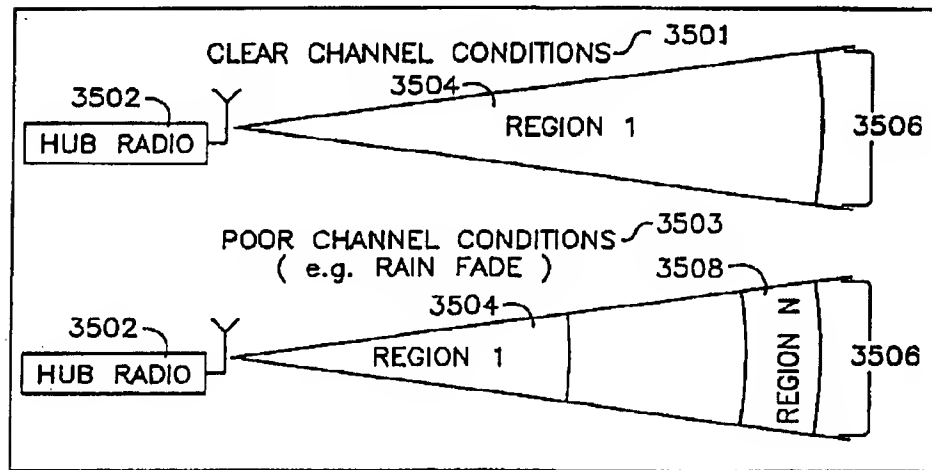 CLEAR CHANNEL CONDITIONS 3501
3504
3502
HUB RADIO
REGION 1
3506
POOR CHANNEL CONDITIONS 3503
( e.g. RAIN FADE )
3508
3504
3502
HUB RADIO
REGION 1
REGION N
3506